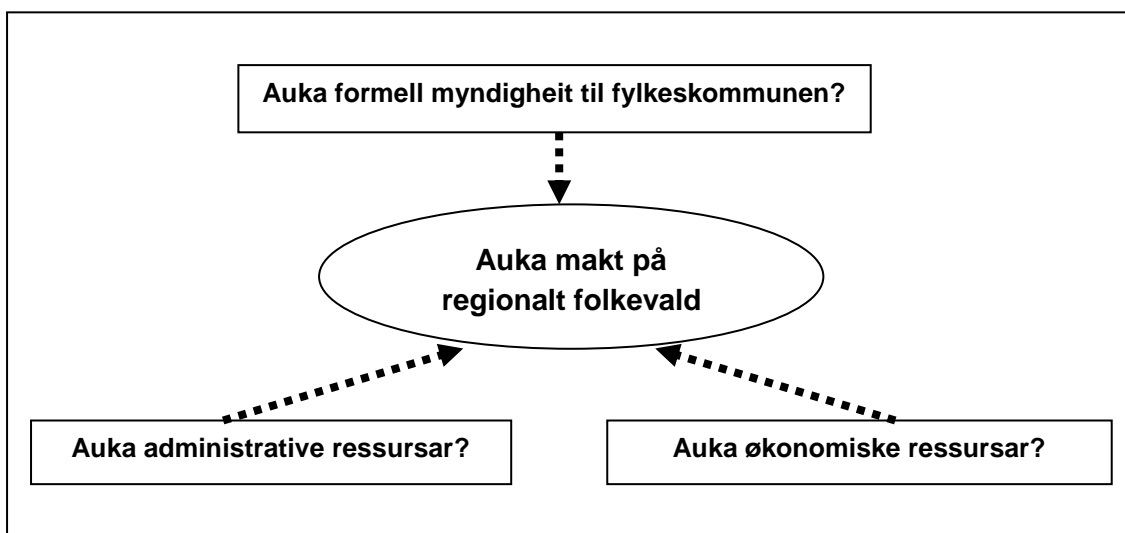 Auka formell myndigheit til fylkeskommunen?
Auka makt på
regionalt folkevald
Auka administrative ressursar?
Auka økonomiske ressursar?